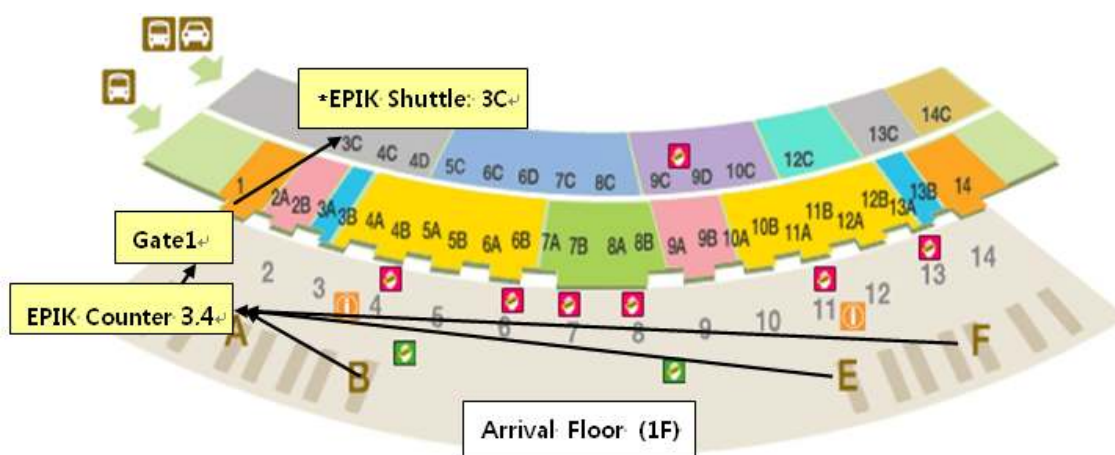 *EPIK Shuttle: 3C
3C 4C 4D 5C 6C 6D 7C 8C 9C 9D 10C 12C 13C 14C
1 2A 2B 3A 3B 4A 4B 5A 5B 6A 6B 7A 7B 8A 8B 9A 9B 10A 10B 11A 11B 12A 12B 13A 13B 14
Gate1
2 3 4 5 6 7 8 9 10 11 12 13 14
EPIK Counter 3.4
A B E F
Arrival Floor (1F)